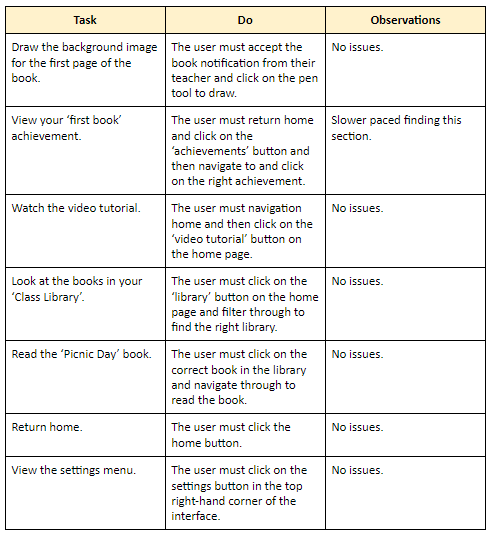 Task
Do
Observations
Draw the background image
for the first page of the
book.
The user must accept the
book notification from their
teacher and click on the pen
tool to draw.
No issues.
View your ‘first book’
achievement.
The user must return home
and click on the
‘achievements’ button and
then navigate to and click
on the right achievement.
Slower paced finding this
section.
Watch the video tutorial.
The user must navigation
home and then click on the
‘video tutorial’ button on
the home page.
No issues.
Look at the books in your
‘Class Library’.
The user must click on the
‘library’ button on the home
page and filter through to
find the right library.
No issues.
Read the ‘Picnic Day’ book.
The user must click on the
correct book in the library
and navigate through to
read the book.
No issues.
Return home.
The user must click the
home button.
No issues.
View the settings menu.
The user must click on the
settings button in the top
right-hand corner of the
interface.
No issues.